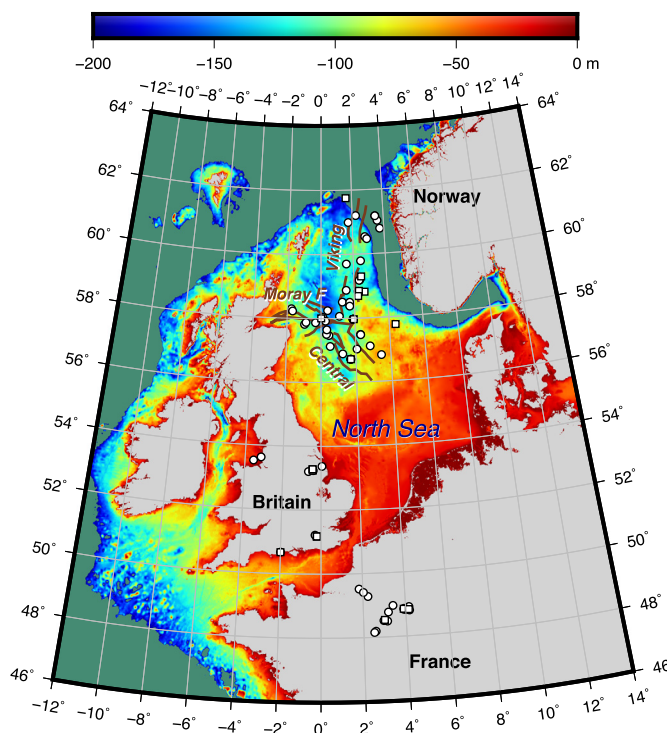 −200 −150 −100 −50 0 m
−12° −10° −8° −6° −4° −2° 0° 2° 4° 6° 8° 10° 12° 14°
64° 64°
62° 62°
Norway
60° 60°
Viking
58° Moray F 58°
56° 56°
Central
54° North Sea 54°
52° 52°
Britain
50° 50°
48° 48°
France
46° 46
−12° −10° −8° −6° −4° −2° 0° 2° 4° 6° 8° 10° 12° 14°